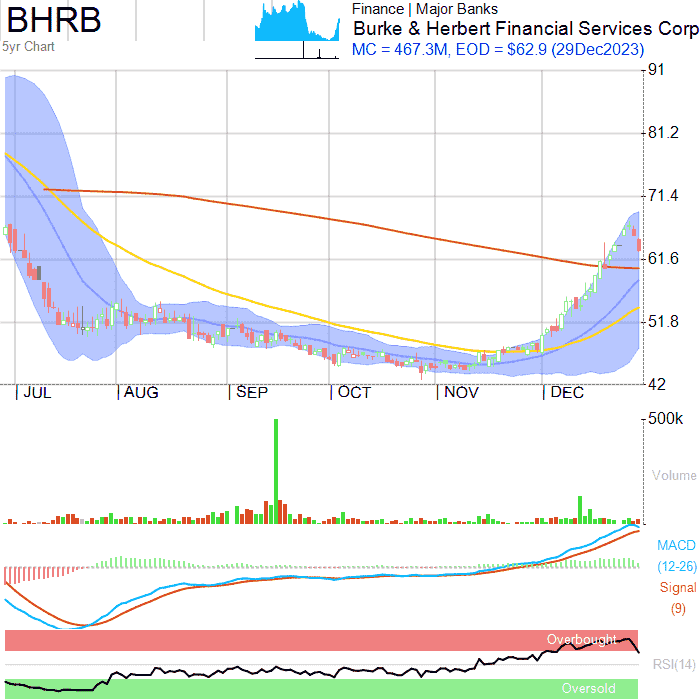 BHRB
5yr Chart
Finance | Major Banks
Burke & Herbert Financial Services Corp
MC = 467.3M, EOD = $62.9 (29Dec2023)
91
81.2
71.4
61.6
51.8
42
JUL AUG SEP OCT NOV DEC
500k
Volume
MACD
(12-26)
Signal
(9)
Overbought
RSI(14)
Oversold